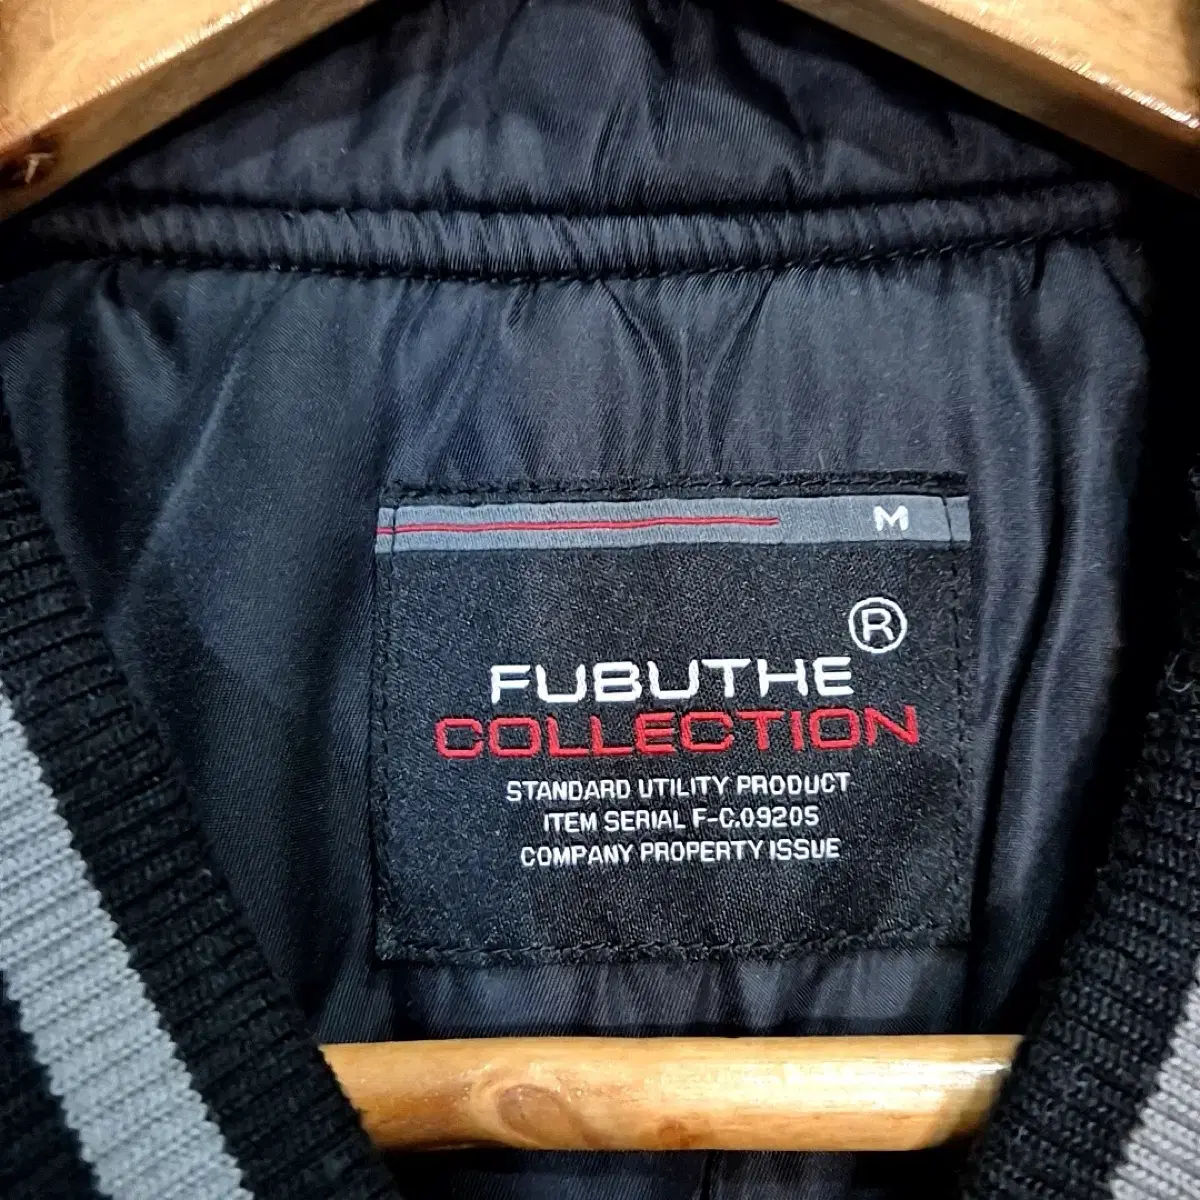 M
FUBUTHE®
COLLECTION
STANDARD UTILITY PRODUCT
ITEM SERIAL F-C.09205
COMPANY PROPERTY ISSUE